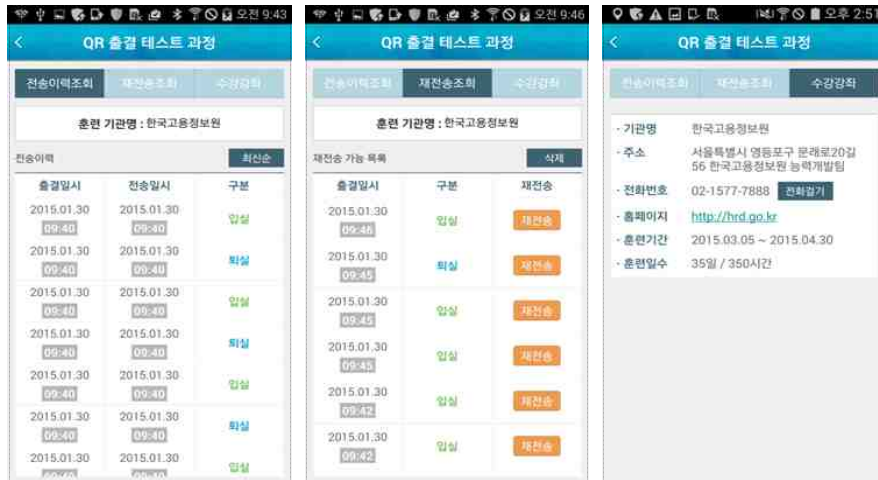 오전 9:43
QR 출결 테스트 과정
전송이력조회 재전송조회 수강강좌
훈련 기관명 : 한국고용정보원
전송이력 최신순
출결일시 전송일시 구분
2015.01.30 2015.01.30
09:40 09:40 입실
2015.01.30 2015.01.30
09:40 09:40 퇴실
2015.01.30 2015.01.30
09:40 09:40 입실
2015.01.30 2015.01.30
09:40 09:40 퇴실
2015.01.30 2015.01.30
09:40 09:40 입실
2015.01.30 2015.01.30
09:40 09:40 퇴실
2015.01.30 2015.01.30
09:40 09:40 입실
오전 9:46
QR 출결 테스트 과정
전송이력조회 재전송조회 수강강좌
훈련 기관명 : 한국고용정보원
재전송 가능 목록 삭제
출결일시 구분 재전송
2015.01.30
09:46 입실 재전송
2015.01.30
09:45 퇴실 재전송
2015.01.30
09:45 입실 재전송
2015.01.30
09:45 입실 재전송
2015.01.30
09:42 입실 재전송
2015.01.30
09:42 입실 재전송
오후 2:51
QR 출결 테스트 과정
전송이력조회 재전송조회 수강강좌
· 기관명 한국고용정보원
· 주소 서울특별시 영등포구 문래로20길
56 한국고용정보원 능력개발팀
· 전화번호 02-1577-7888 전화걸기
· 홈페이지 http://hrd.go.kr
· 훈련기간 2015.03.05 ~ 2015.04.30
· 훈련일수 35일 / 350시간